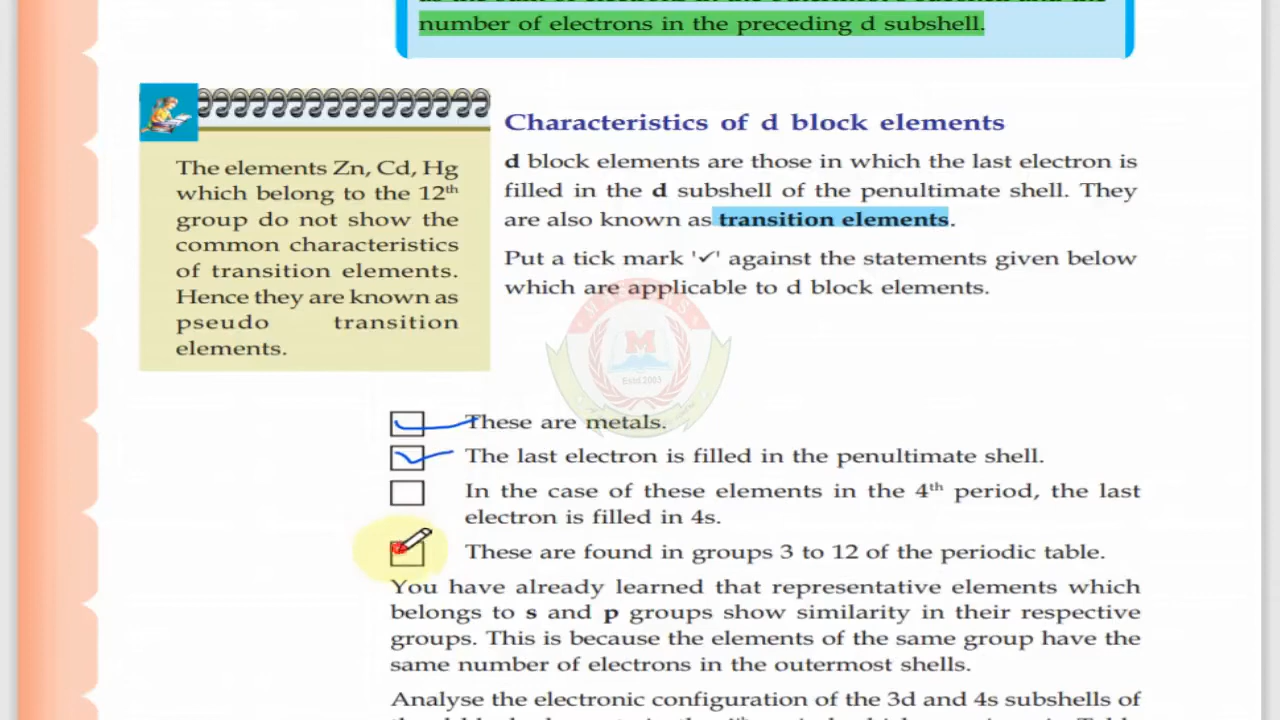 number of electrons in the preceding d subshell.
Characteristics of d block elements
d block elements are those in which the last electron is
filled in the d subshell of the penultimate shell. They
are also known as transition elements.
Put a tick mark '✓' against the statements given below
which are applicable to d block elements.
The elements Zn, Cd, Hg
which belong to the 12th
group do not show the
common characteristics
of transition elements.
Hence they are known as
pseudo transition
elements.
M
Estd 2003
These are metals.
The last electron is filled in the penultimate shell.
In the case of these elements in the 4th period, the last
electron is filled in 4s.
These are found in groups 3 to 12 of the periodic table.
You have already learned that representative elements which
belongs to s and p groups show similarity in their respective
groups. This is because the elements of the same group have the
same number of electrons in the outermost shells.
Analyse the electronic configuration of the 3d and 4s subshells of